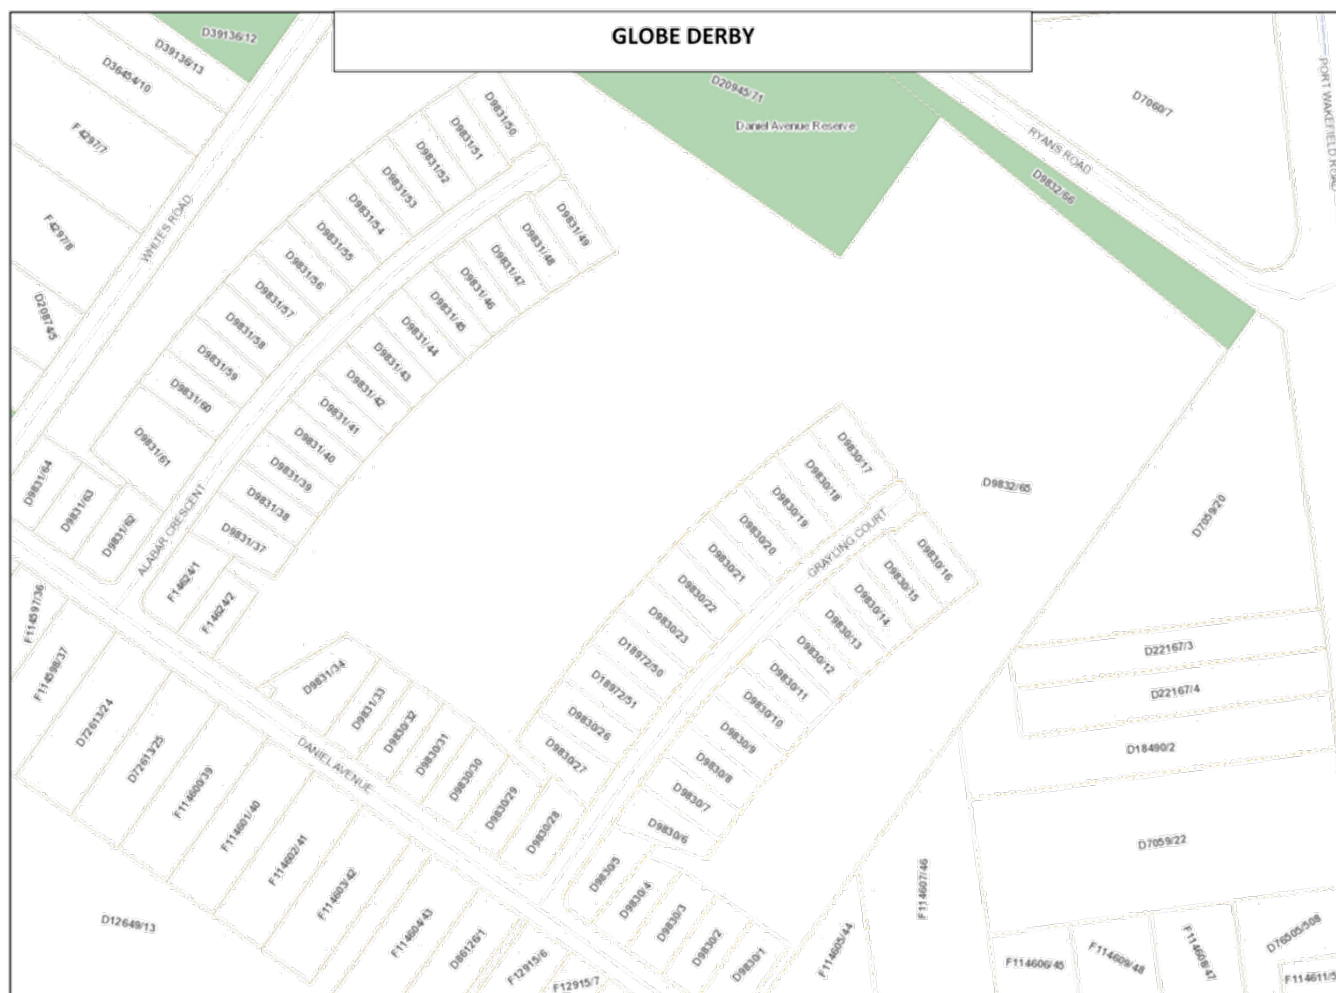 GLOBE DERBY
D39136/12
D39136/13
D36454/10
F4297/7
F4297/8
D20874/5
WHITES ROAD
D20945/71
Daniel Avenue Reserve
D7060/7
RYANS ROAD
PORT WAKEFIELD ROAD
D9832/66
D9831/50
D9831/51
D9831/52
D9831/53
D9831/54
D9831/55
D9831/56
D9831/57
D9831/58
D9831/59
D9831/60
D9831/61
D9831/49
D9831/48
D9831/47
D9831/46
D9831/45
D9831/44
D9831/43
D9831/42
D9831/41
D9831/40
D9831/39
D9831/38
D9831/37
D9831/64
D9831/63
D9831/62
ALABAR CRESCENT
F14624/1
F14624/2
D9830/17
D9830/18
D9830/19
D9830/20
D9830/21
D9830/22
D9830/23
D18972/50
D18972/51
D9830/26
D9830/27
GRAYLING COURT
D9830/16
D9830/15
D9830/14
D9830/13
D9830/12
D9830/11
D9830/10
D9830/9
D9830/8
D9830/7
D9830/6
D9832/65
D7059/20
D22167/3
D22167/4
D18490/2
D7059/22
F114597/36
F114598/37
D72613/24
D72613/25
F114600/39
F114601/40
F114602/41
F114603/42
F114604/43
D86126/1
F12915/6
F12915/7
D12649/13
DANIEL AVENUE
D9831/34
D9831/33
D9830/32
D9830/31
D9830/30
D9830/29
D9830/28
D9830/5
D9830/4
D9830/3
D9830/2
D9830/1
F114605/44
F114607/46
F114606/45
F114609/48
F114608/47
D76505/508
F114611/5